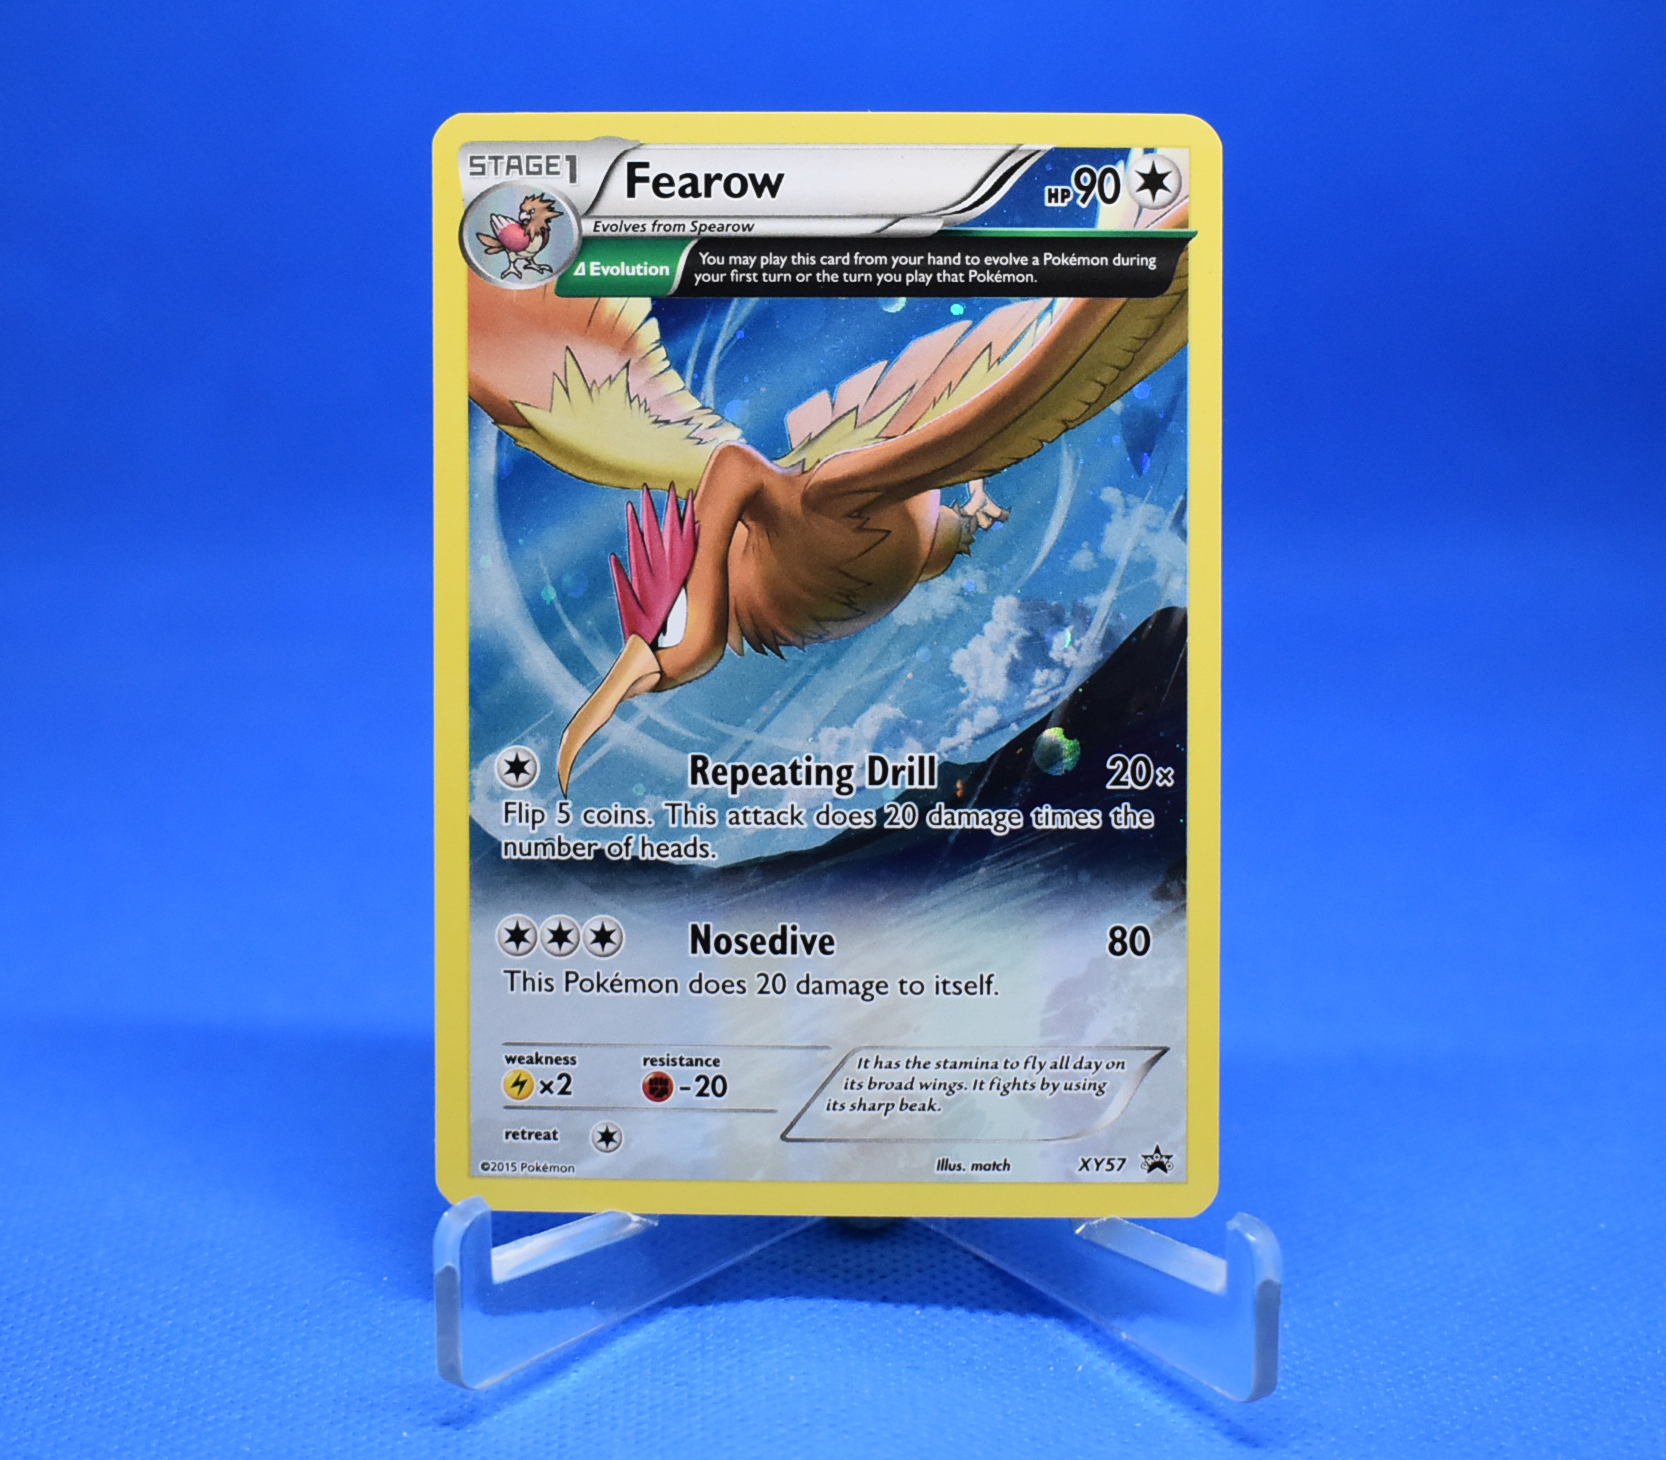 STAGE1
Fearow
HP 90
Evolves from Spearow
Δ Evolution
You may play this card from your hand to evolve a Pokémon during
your first turn or the turn you play that Pokémon.
Repeating Drill 20×
Flip 5 coins. This attack does 20 damage times the
number of heads.
Nosedive 80
This Pokémon does 20 damage to itself.
weakness
×2
resistance
-20
It has the stamina to fly all day on
its broad wings. It fights by using
its sharp beak.
retreat
©2015 Pokémon
Illus. match
XY57
PROMO